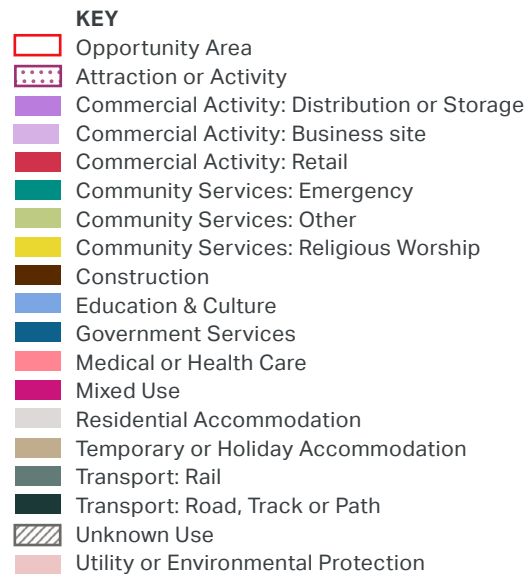 KEY
Opportunity Area
Attraction or Activity
Commercial Activity: Distribution or Storage
Commercial Activity: Business site
Commercial Activity: Retail
Community Services: Emergency
Community Services: Other
Community Services: Religious Worship
Construction
Education & Culture
Government Services
Medical or Health Care
Mixed Use
Residential Accommodation
Temporary or Holiday Accommodation
Transport: Rail
Transport: Road, Track or Path
Unknown Use
Utility or Environmental Protection